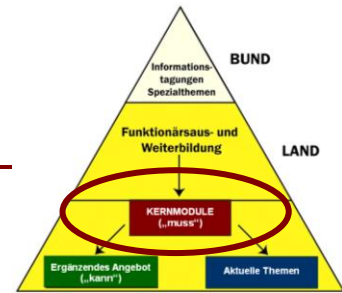 Informations-
tagungen
Spezialthemen
BUND
Funktionärsaus- und
Weiterbildung
LAND
KERNMODULE
(„muss“)
Ergänzendes Angebot
(„kann“)
Aktuelle Themen